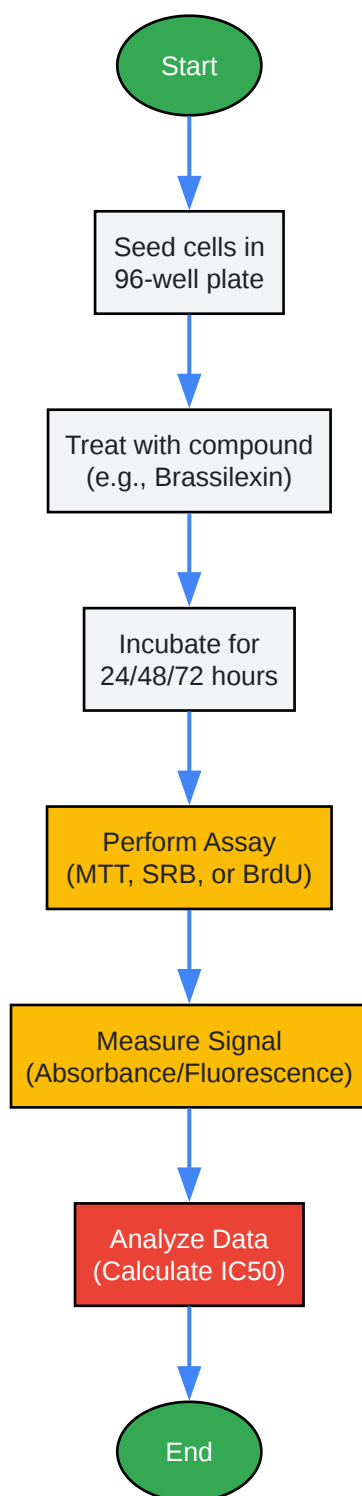 Start
Seed cells in
96-well plate
Treat with compound
(e.g., Brassilexin)
Incubate for
24/48/72 hours
Perform Assay
(MTT, SRB, or BrdU)
Measure Signal
(Absorbance/Fluorescence)
Analyze Data
(Calculate IC50)
End